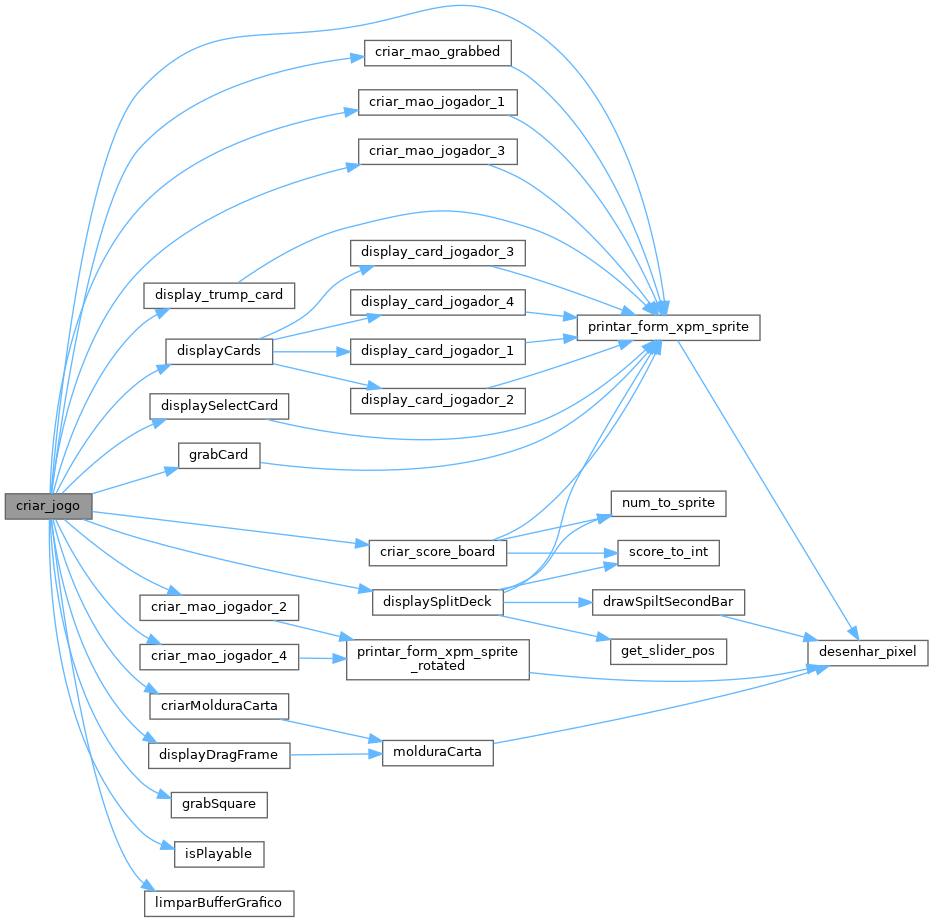 criar_mao_grabbed
criar_mao_jogador_1
criar_mao_jogador_3
display_card_jogador_3
display_trump_card
display_card_jogador_4
printar_form_xpm_sprite
displayCards
display_card_jogador_1
display_card_jogador_2
displaySelectCard
grabCard
criar_jogo
num_to_sprite
criar_score_board
score_to_int
displaySplitDeck
drawSpiltSecondBar
criar_mao_jogador_2
get_slider_pos
desenhar_pixel
printar_form_xpm_sprite
_rotated
criar_mao_jogador_4
criarMolduraCarta
molduraCarta
displayDragFrame
grabSquare
isPlayable
limparBufferGrafico